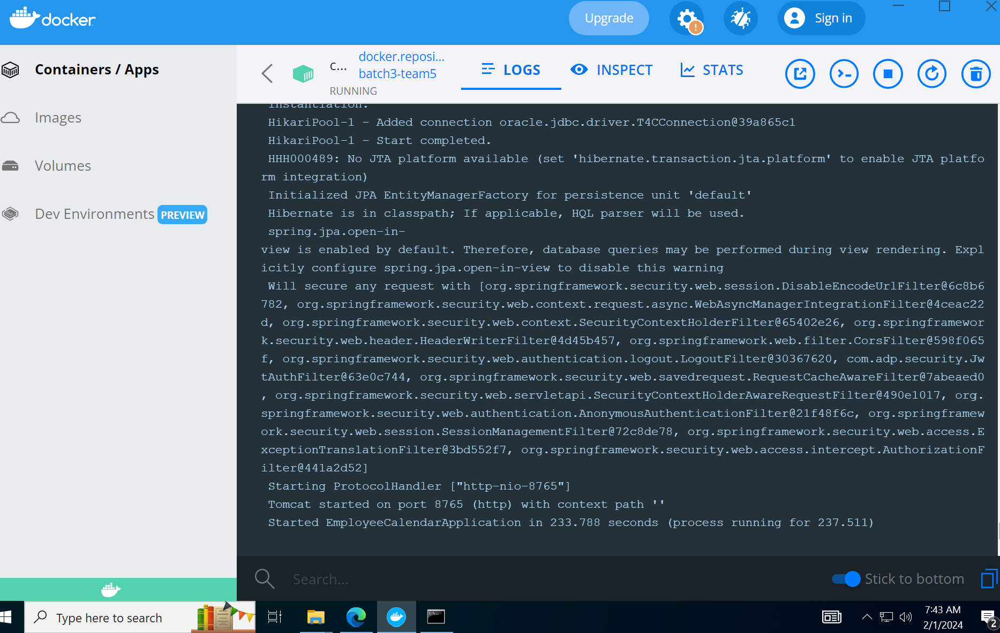 docker
Upgrade
Sign in
Containers / Apps
Images
Volumes
Dev Environments PREVIEW
c...
docker.reposi...
batch3-team5
RUNNING
LOGS
INSPECT
STATS
instantiation.
HikariPool-1 - Added connection oracle.jdbc.driver.T4CConnection@39a865c1
HikariPool-1 - Start completed.
HHH000489: No JTA platform available (set 'hibernate.transaction.jta.platform' to enable JTA platfo
rm integration)
Initialized JPA EntityManagerFactory for persistence unit 'default'
Hibernate is in classpath; If applicable, HQL parser will be used.
spring.jpa.open-in-
view is enabled by default. Therefore, database queries may be performed during view rendering. Expl
icitly configure spring.jpa.open-in-view to disable this warning
Will secure any request with [org.springframework.security.web.session.DisableEncodeUrlFilter@6c8b6
782, org.springframework.security.web.context.request.async.WebAsyncManagerIntegrationFilter@4ceac22
d, org.springframework.security.web.context.SecurityContextHolderFilter@65402e26, org.springframewor
k.security.web.header.HeaderWriterFilter@4d45b457, org.springframework.web.filter.CorsFilter@598f065
f, org.springframework.security.web.authentication.logout.LogoutFilter@30367620, com.adp.security.Jw
tAuthFilter@63e0c744, org.springframework.security.web.savedrequest.RequestCacheAwareFilter@7abeaed0
, org.springframework.security.web.servletapi.SecurityContextHolderAwareRequestFilter@490e1017, org.
springframework.security.web.authentication.AnonymousAuthenticationFilter@21f48f6c, org.springframew
ork.security.web.session.SessionManagementFilter@72c8de78, org.springframework.security.web.access.E
xceptionTranslationFilter@3bd552f7, org.springframework.security.web.access.intercept.AuthorizationF
ilter@441a2d52]
Starting ProtocolHandler ["http-nio-8765"]
Tomcat started on port 8765 (http) with context path ''
Started EmployeeCalendarApplication in 233.788 seconds (process running for 237.511)
Search...
Stick to bottom
Type here to search
7:43 AM
2/1/2024
2